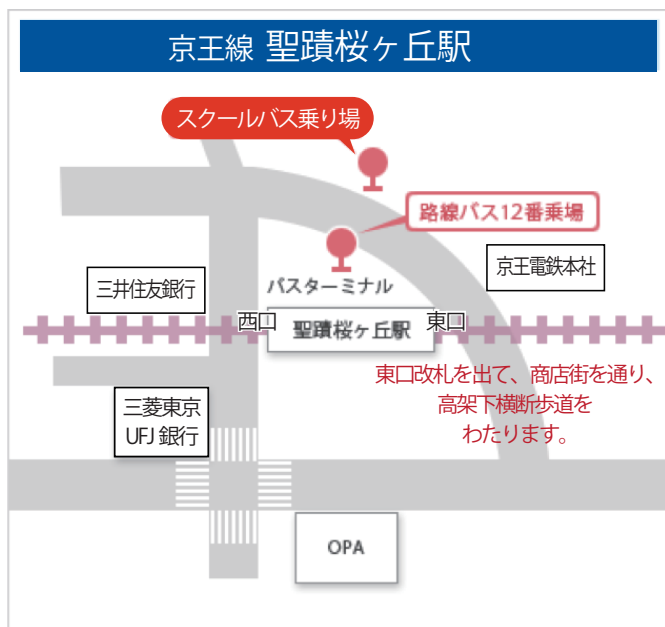 京王線 聖蹟桜ヶ丘駅
スクールバス乗り場
路線バス12番乗場
京王電鉄本社
三井住友銀行
バスターミナル
西口
聖蹟桜ヶ丘駅
東口
東口改札を出て、商店街を通り、
高架下横断歩道を
わたります。
三菱東京
UFJ 銀行
OPA